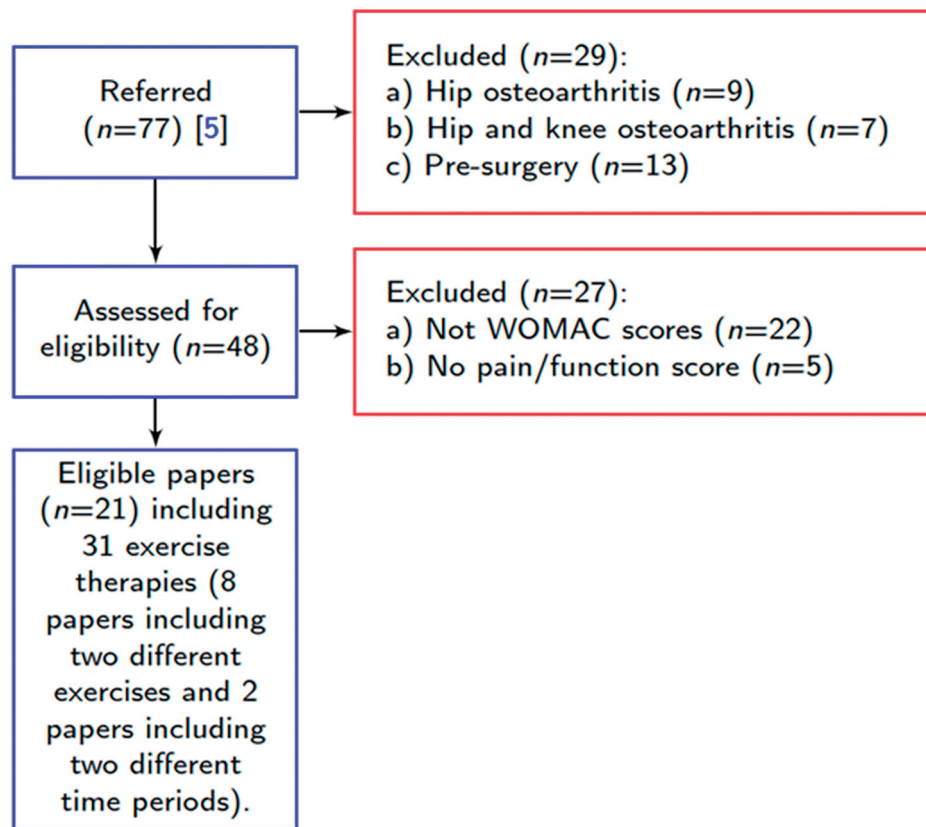 Referred
(n=77) [5]
Excluded (n=29):
a) Hip osteoarthritis (n=9)
b) Hip and knee osteoarthritis (n=7)
c) Pre-surgery (n=13)
Assessed for
eligibility (n=48)
Excluded (n=27):
a) Not WOMAC scores (n=22)
b) No pain/function score (n=5)
Eligible papers
(n=21) including
31 exercise
therapies (8
papers including
two different
exercises and 2
papers including
two different
time periods).